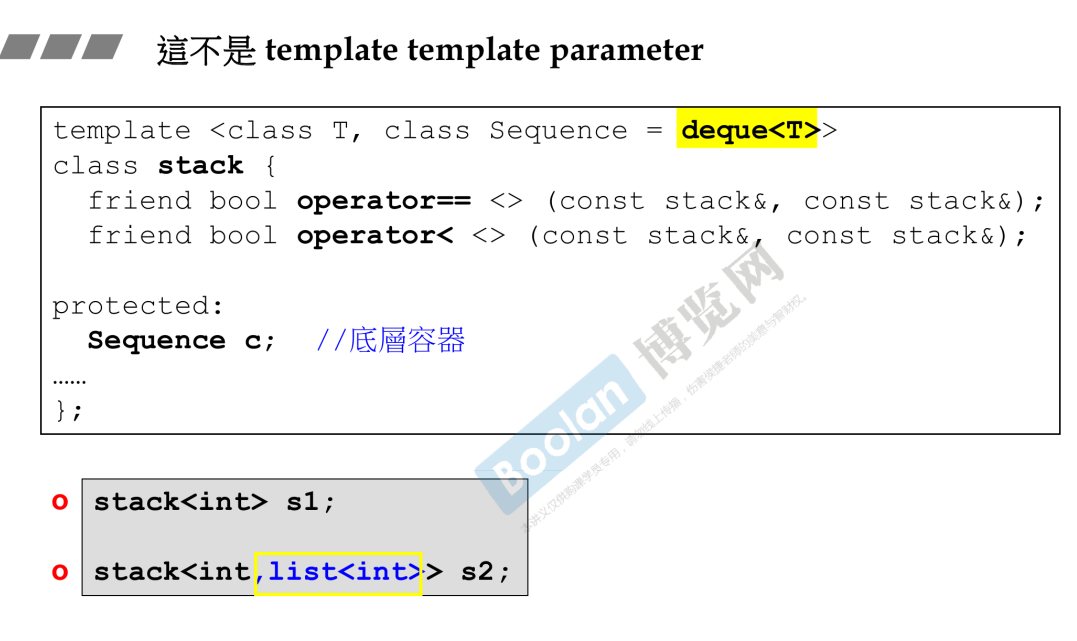 這不是 template template parameter
template <class T, class Sequence = deque<T>>
class stack {
  friend bool operator== <> (const stack&, const stack&);
  friend bool operator< <> (const stack&, const stack&);
protected:
  Sequence c;   //底層容器
……
};
Boolan 博览网
o stack<int> s1;
o stack<int,list<int>> s2;